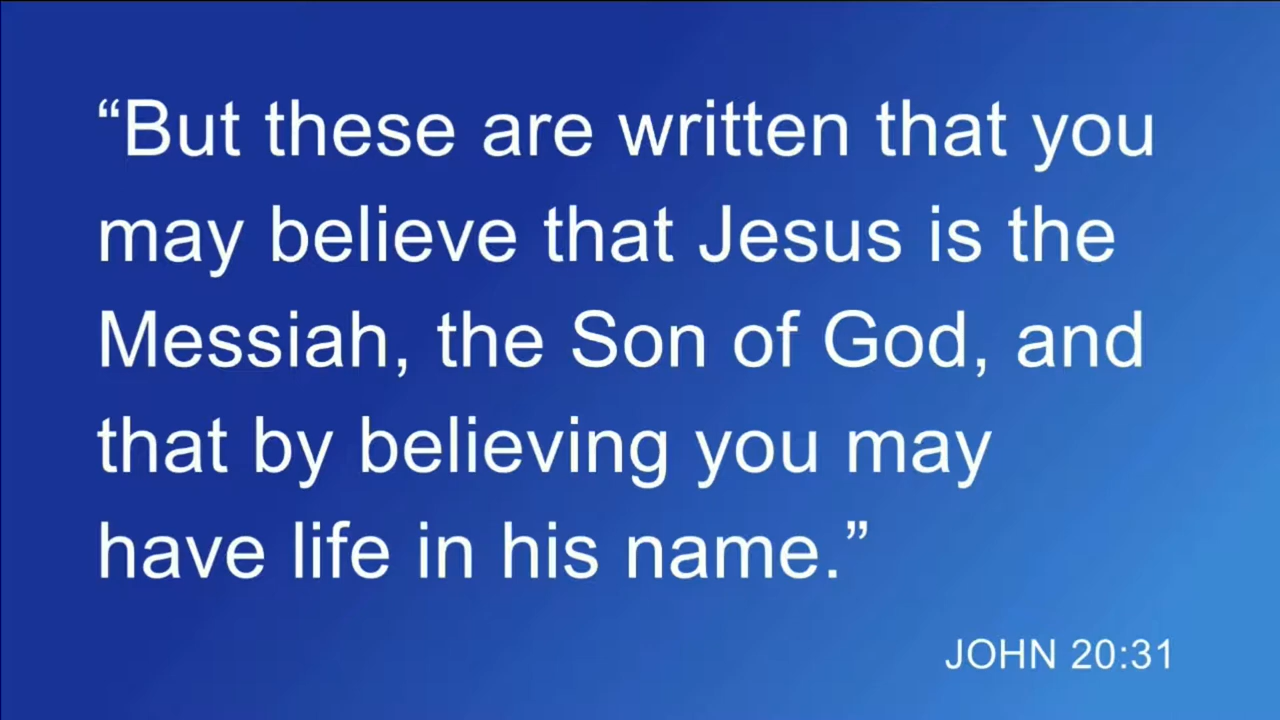 “But these are written that you
may believe that Jesus is the
Messiah, the Son of God, and
that by believing you may
have life in his name.”
JOHN 20:31